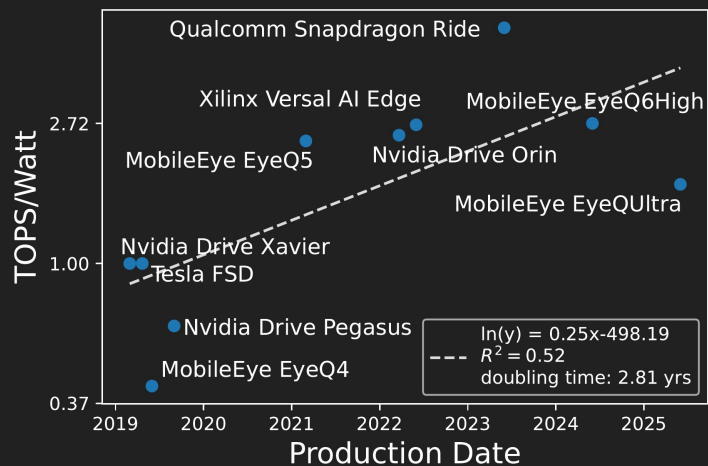 Qualcomm Snapdragon Ride
Xilinx Versal AI Edge
MobileEye EyeQ6High
2.72
MobileEye EyeQ5
Nvidia Drive Orin
MobileEye EyeQUltra
TOPS/Watt
Nvidia Drive Xavier
1.00
Tesla FSD
Nvidia Drive Pegasus
MobileEye EyeQ4
ln(y) = 0.25x-498.19
R² = 0.52
doubling time: 2.81 yrs
0.37
2019 2020 2021 2022 2023 2024 2025
Production Date